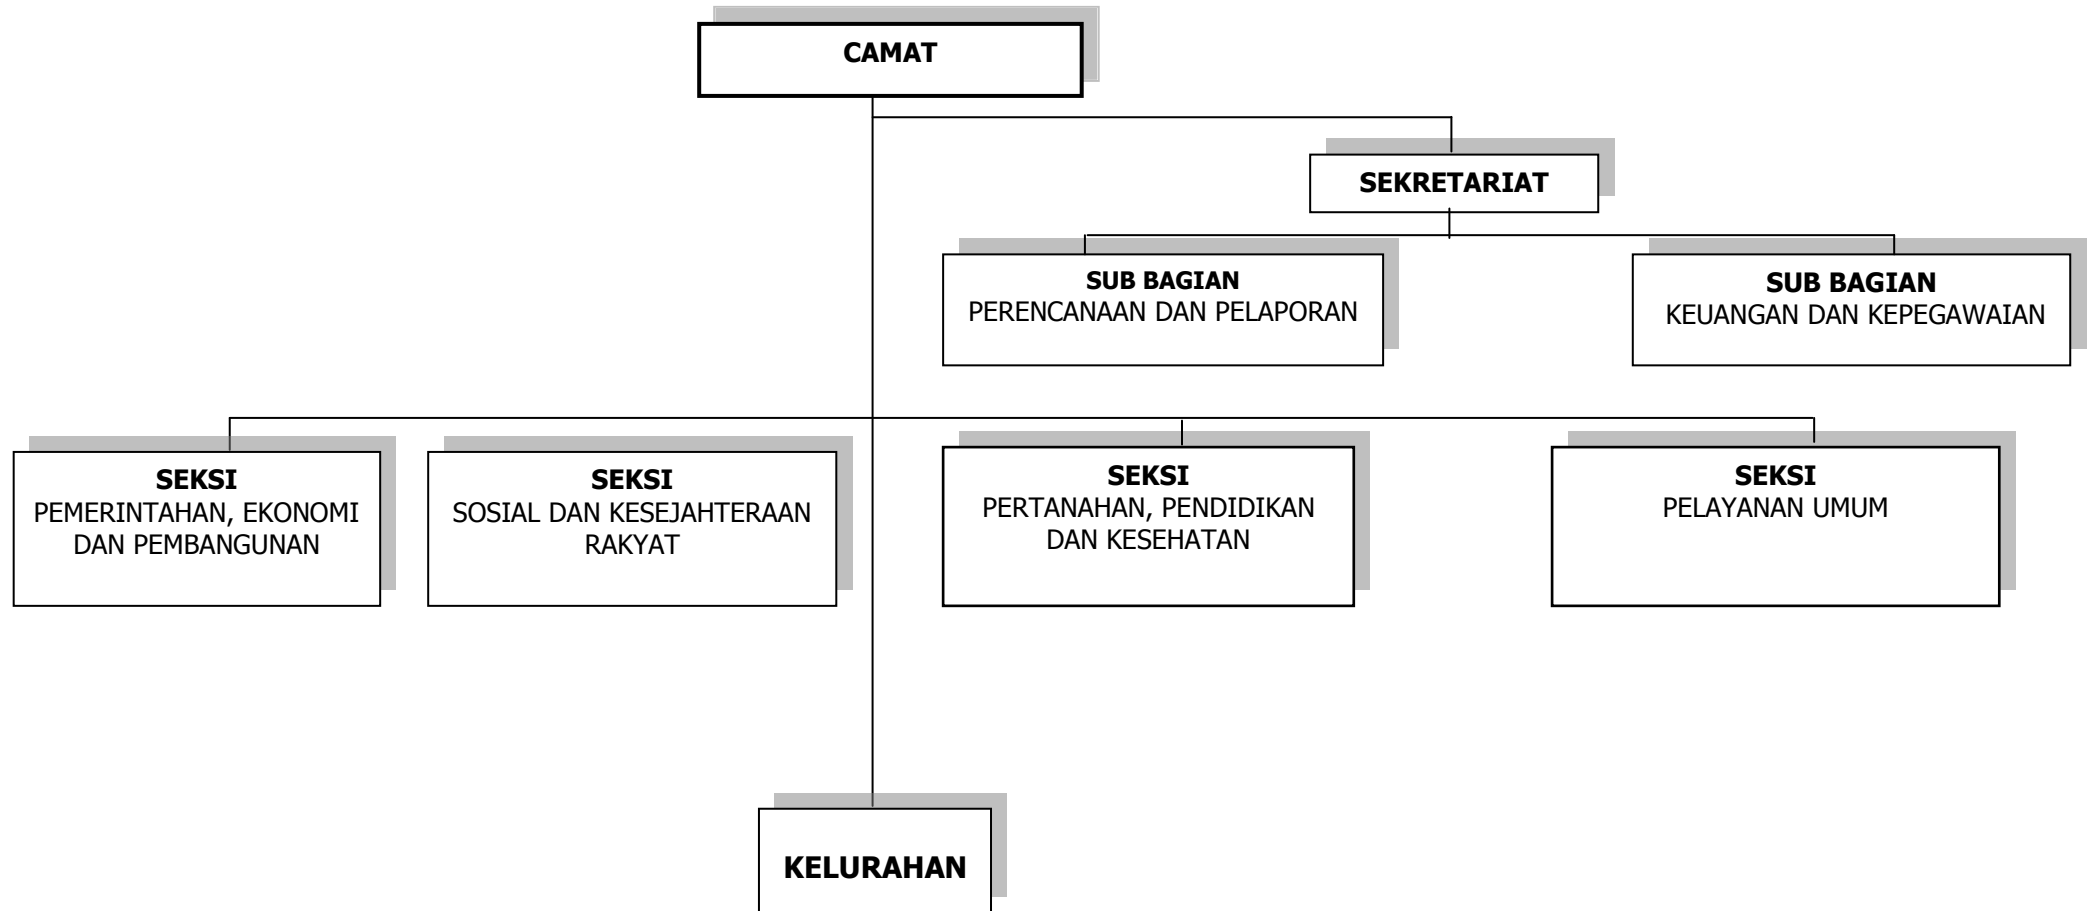 CAMAT
SEKRETARIAT
SUB BAGIAN
PERENCANAAN DAN PELAPORAN
SUB BAGIAN
KEUANGAN DAN KEPEGAWAIAN
SEKSI
PEMERINTAHAN, EKONOMI
DAN PEMBANGUNAN
SEKSI
SOSIAL DAN KESEJAHTERAAN
RAKYAT
SEKSI
PERTANAHAN, PENDIDIKAN
DAN KESEHATAN
SEKSI
PELAYANAN UMUM
KELURAHAN